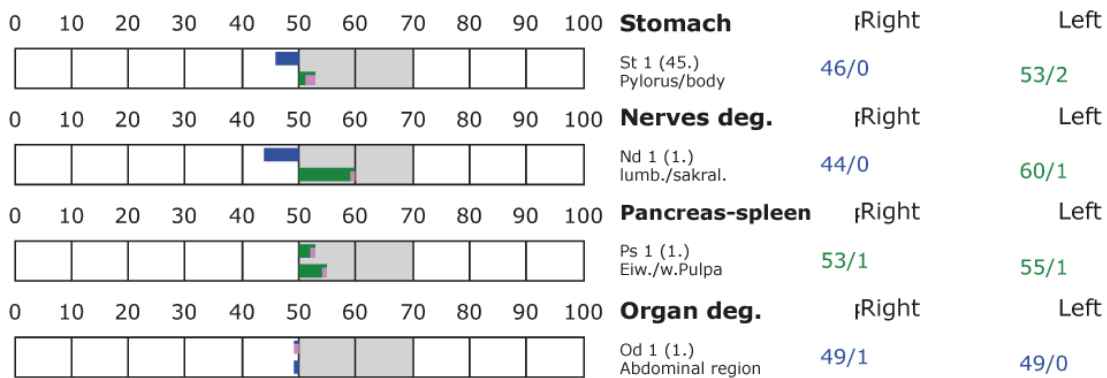 0 10 20 30 40 50 60 70 80 90 100 Stomach Right Left
St 1 (45.) 46/0 53/2
Pylorus/body
0 10 20 30 40 50 60 70 80 90 100 Nerves deg. Right Left
Nd 1 (1.) 44/0 60/1
lumb./sakral.
0 10 20 30 40 50 60 70 80 90 100 Pancreas-spleen Right Left
Ps 1 (1.) 53/1 55/1
Eiw./w.Pulpa
0 10 20 30 40 50 60 70 80 90 100 Organ deg. Right Left
Od 1 (1.) 49/1 49/0
Abdominal region